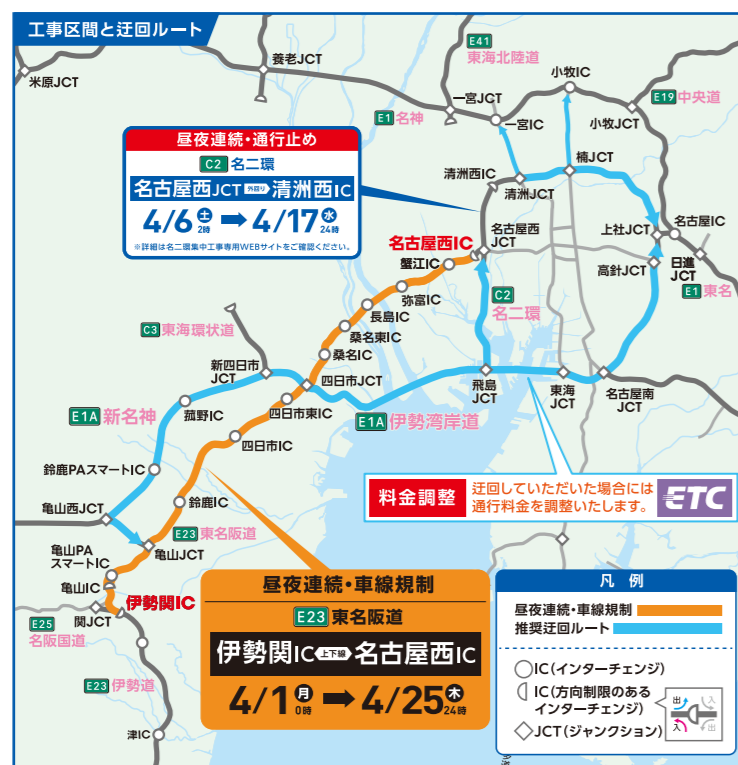 工事区間と迂回ルート
E41
東海北陸道
養老JCT
米原JCT
小牧IC
一宮JCT
E19 中央道
E1 名神
一宮IC
小牧JCT
昼夜連続・通行止め
C2 名二環
名古屋西JCT 外回り 清洲西IC
4/6 土 2時 → 4/17 水 24時
※詳細は名二環集中工事専用WEBサイトをご確認ください。
楠JCT
清洲西IC
清洲JCT
名古屋西IC
名古屋西JCT
名古屋IC
上社JCT
蟹江IC
高針JCT
日進JCT
弥富IC
C2
名二環
E1 東名
長島IC
C3 東海環状道
桑名東IC
桑名IC
新四日市JCT
四日市JCT
飛島JCT
東海JCT
名古屋南JCT
E1A 新名神
菰野IC
四日市東IC
E1A 伊勢湾岸道
四日市IC
鈴鹿PAスマートIC
料金調整
迂回していただいた場合には
通行料金を調整いたします。
ETC
鈴鹿IC
亀山西JCT
E23 東名阪道
亀山JCT
亀山PA
スマートIC
亀山IC
伊勢関IC
関JCT
E25
名阪国道
E23 伊勢道
津IC
昼夜連続・車線規制
E23 東名阪道
伊勢関IC 上下線 名古屋西IC
4/1 月 0時 → 4/25 木 24時
凡 例
昼夜連続・車線規制
推奨迂回ルート
IC(インターチェンジ)
IC(方向制限のある
インターチェンジ)
出 入
入 出
JCT(ジャンクション)